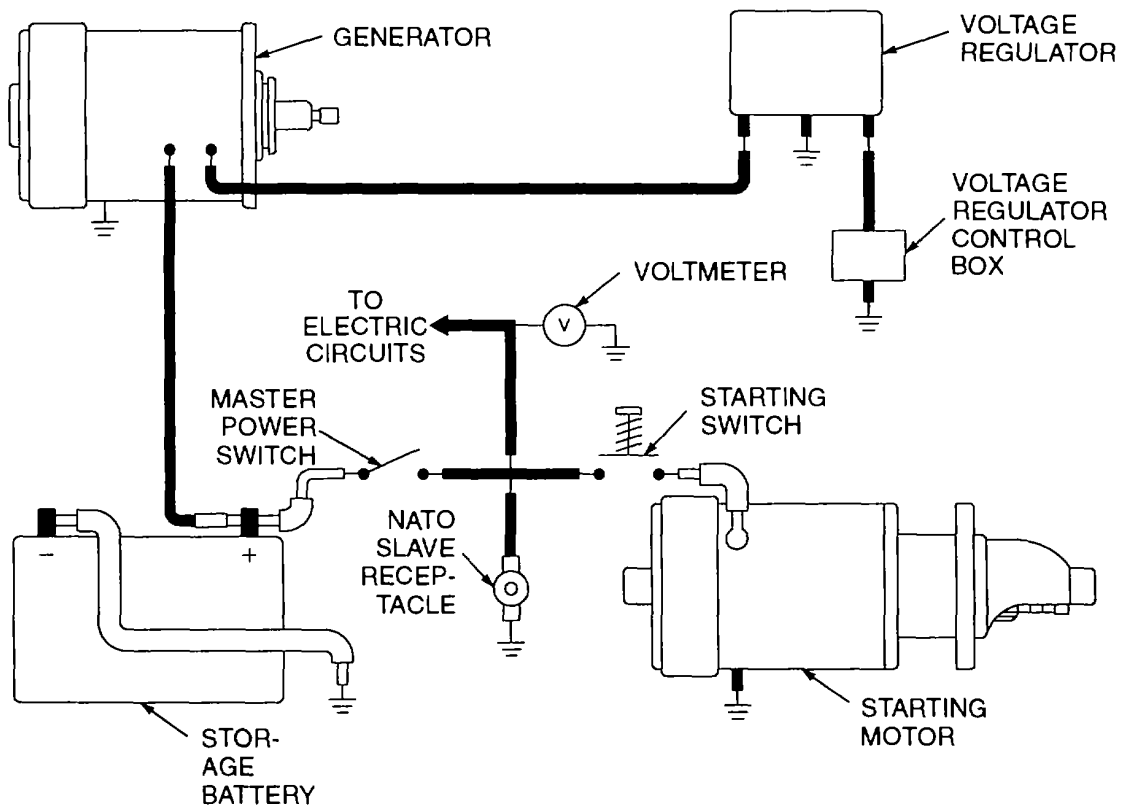 GENERATOR
VOLTAGE
REGULATOR
VOLTAGE
REGULATOR
CONTROL
BOX
VOLTMETER
V
TO
ELECTRIC
CIRCUITS
MASTER
POWER
SWITCH
STARTING
SWITCH
NATO
SLAVE
RECEP-
TACLE
−
+
STOR-
AGE
BATTERY
STARTING
MOTOR